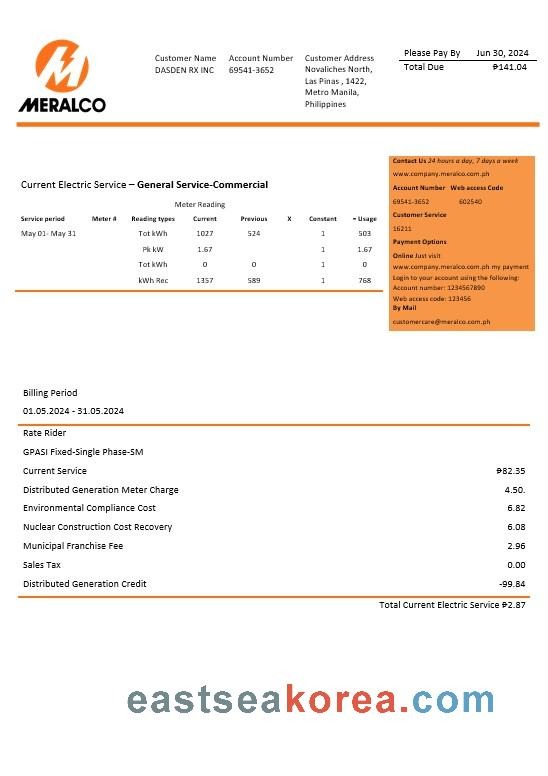 MERALCO
Customer Name Account Number Customer Address
DASDEN RX INC 69541-3652 Novaliches North,
Las Pinas , 1422,
Metro Manila,
Philippines
Please Pay By Jun 30, 2024
Total Due ₱141.04
Contact Us 24 hours a day, 7 days a week
www.company.meralco.com.ph
Account Number Web access Code
69541-3652 602540
Customer Service
16211
Payment Options
Online Just visit
www.company.meralco.com.ph my payment
Login to your account using the following:
Account number: 1234567890
Web access code: 123456
By Mail
customercare@meralco.com.ph
Current Electric Service – General Service-Commercial
Meter Reading
Service period Meter # Reading types Current Previous X Constant = Usage
May 01- May 31 Tot kWh 1027 524 1 503
Pk kW 1.67 1 1.67
Tot kWh 0 0 1 0
kWh Rec 1357 589 1 768
Billing Period
01.05.2024 - 31.05.2024
Rate Rider
GPASI Fixed-Single Phase-SM
Current Service ₱82.35
Distributed Generation Meter Charge 4.50.
Environmental Compliance Cost 6.82
Nuclear Construction Cost Recovery 6.08
Municipal Franchise Fee 2.96
Sales Tax 0.00
Distributed Generation Credit -99.84
Total Current Electric Service ₱2.87
eastseakorea.com